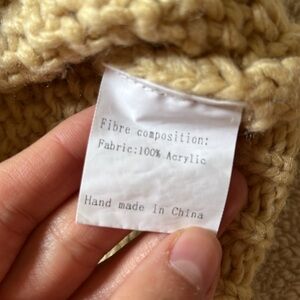 Fibre composition:
Fabric:100% Acrylic
Hand made in China